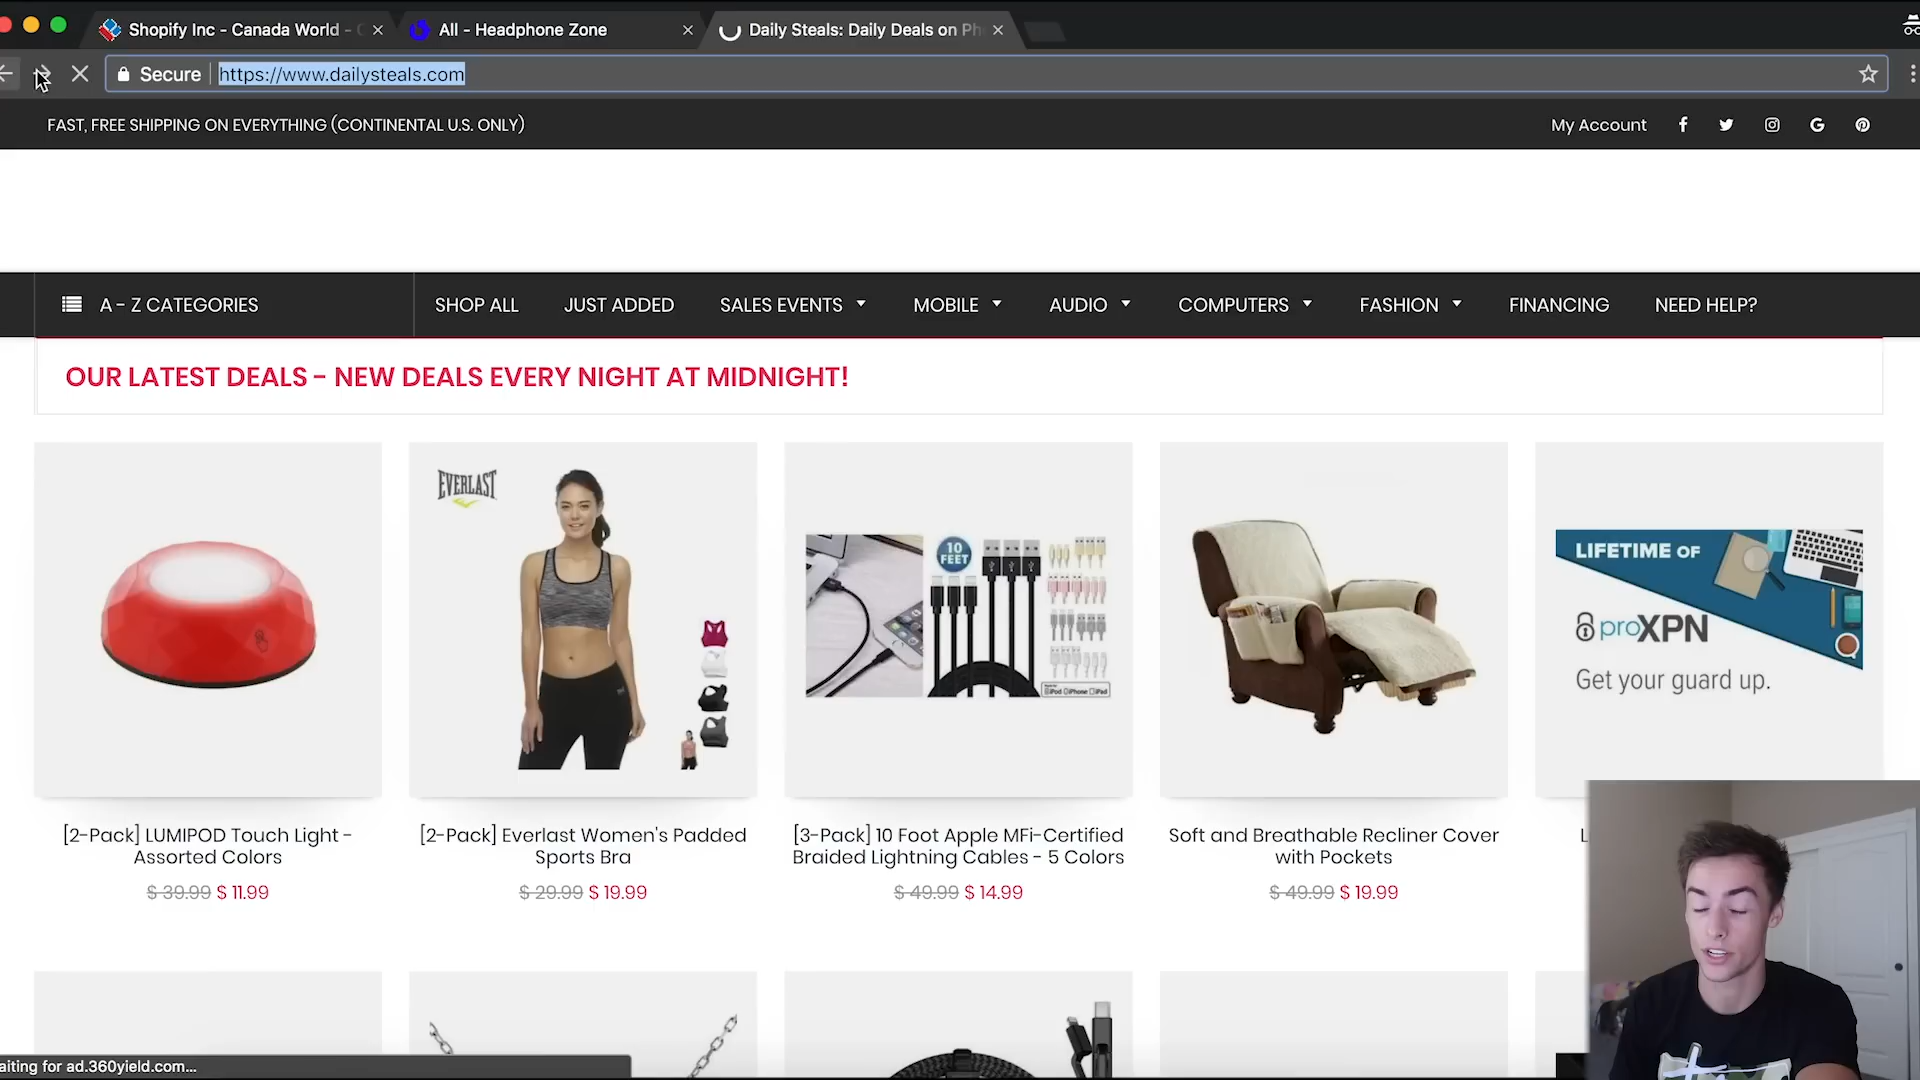 Shopify Inc - Canada World -
All - Headphone Zone
Daily Steals: Daily Deals on Ph
Secure
https://www.dailysteals.com
FAST, FREE SHIPPING ON EVERYTHING (CONTINENTAL U.S. ONLY)
My Account
A - Z CATEGORIES
SHOP ALL
JUST ADDED
SALES EVENTS
MOBILE
AUDIO
COMPUTERS
FASHION
FINANCING
NEED HELP?
OUR LATEST DEALS - NEW DEALS EVERY NIGHT AT MIDNIGHT!
EVERLAST
10
FEET
LIFETIME OF
proXPN
Get your guard up.
[2-Pack] LUMIPOD Touch Light -
Assorted Colors
$ 39.99 $ 11.99
[2-Pack] Everlast Women's Padded
Sports Bra
$ 29.99 $ 19.99
[3-Pack] 10 Foot Apple MFi-Certified
Braided Lightning Cables - 5 Colors
$ 49.99 $ 14.99
Soft and Breathable Recliner Cover
with Pockets
$ 49.99 $ 19.99
L
aiting for ad.360yield.com...